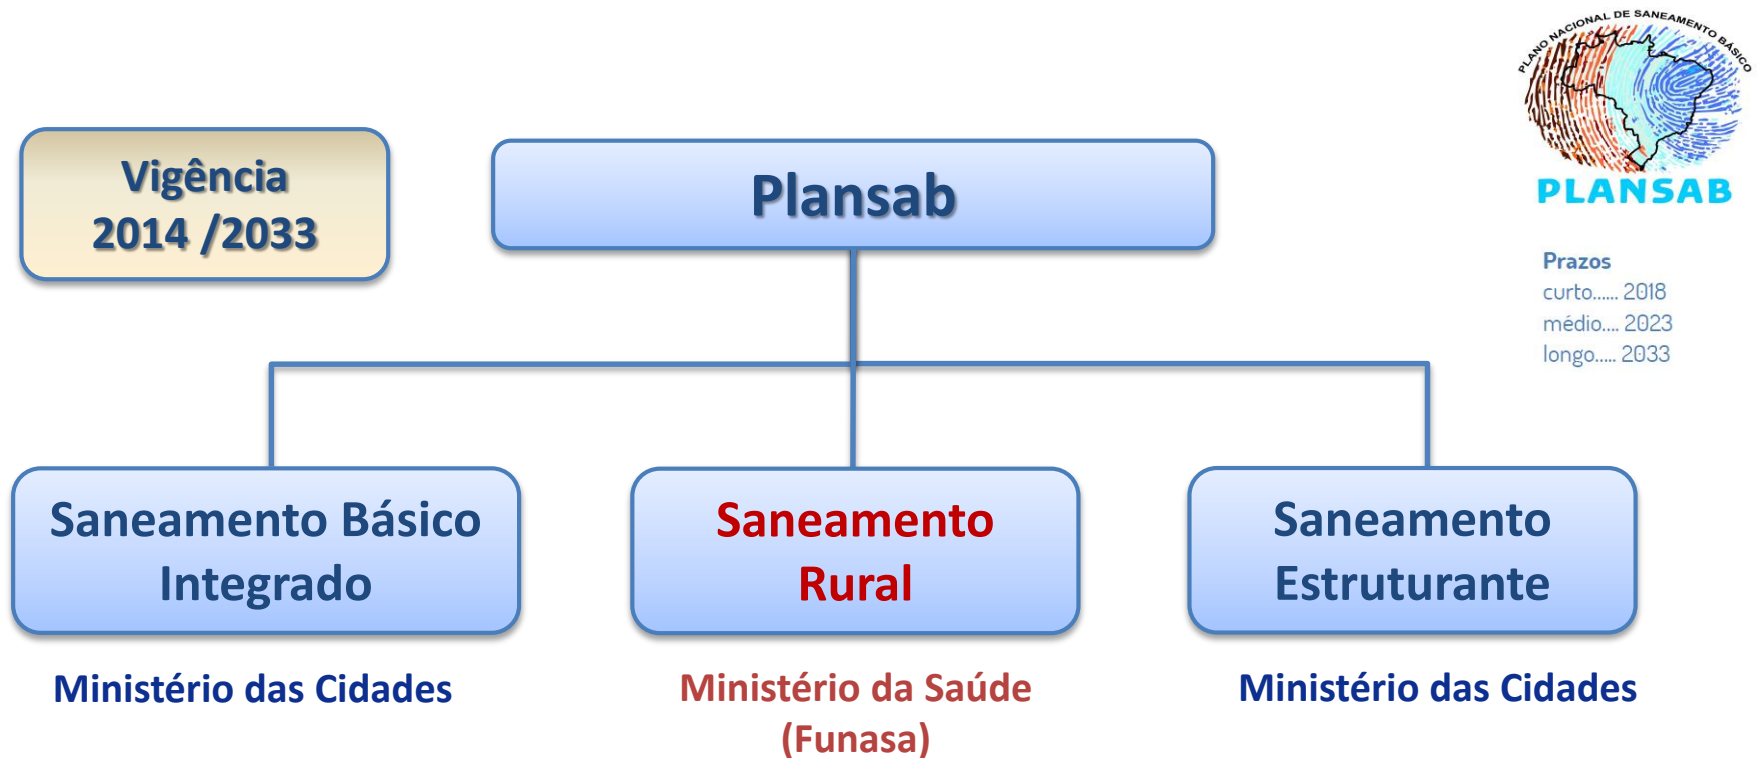 PLANO NACIONAL DE SANEAMENTO BÁSICO
PLANSAB
Vigência
2014 /2033
Plansab
Prazos
curto...... 2018
médio.... 2023
longo..... 2033
Saneamento Básico
Integrado
Saneamento
Rural
Saneamento
Estruturante
Ministério das Cidades
Ministério da Saúde
(Funasa)
Ministério das Cidades